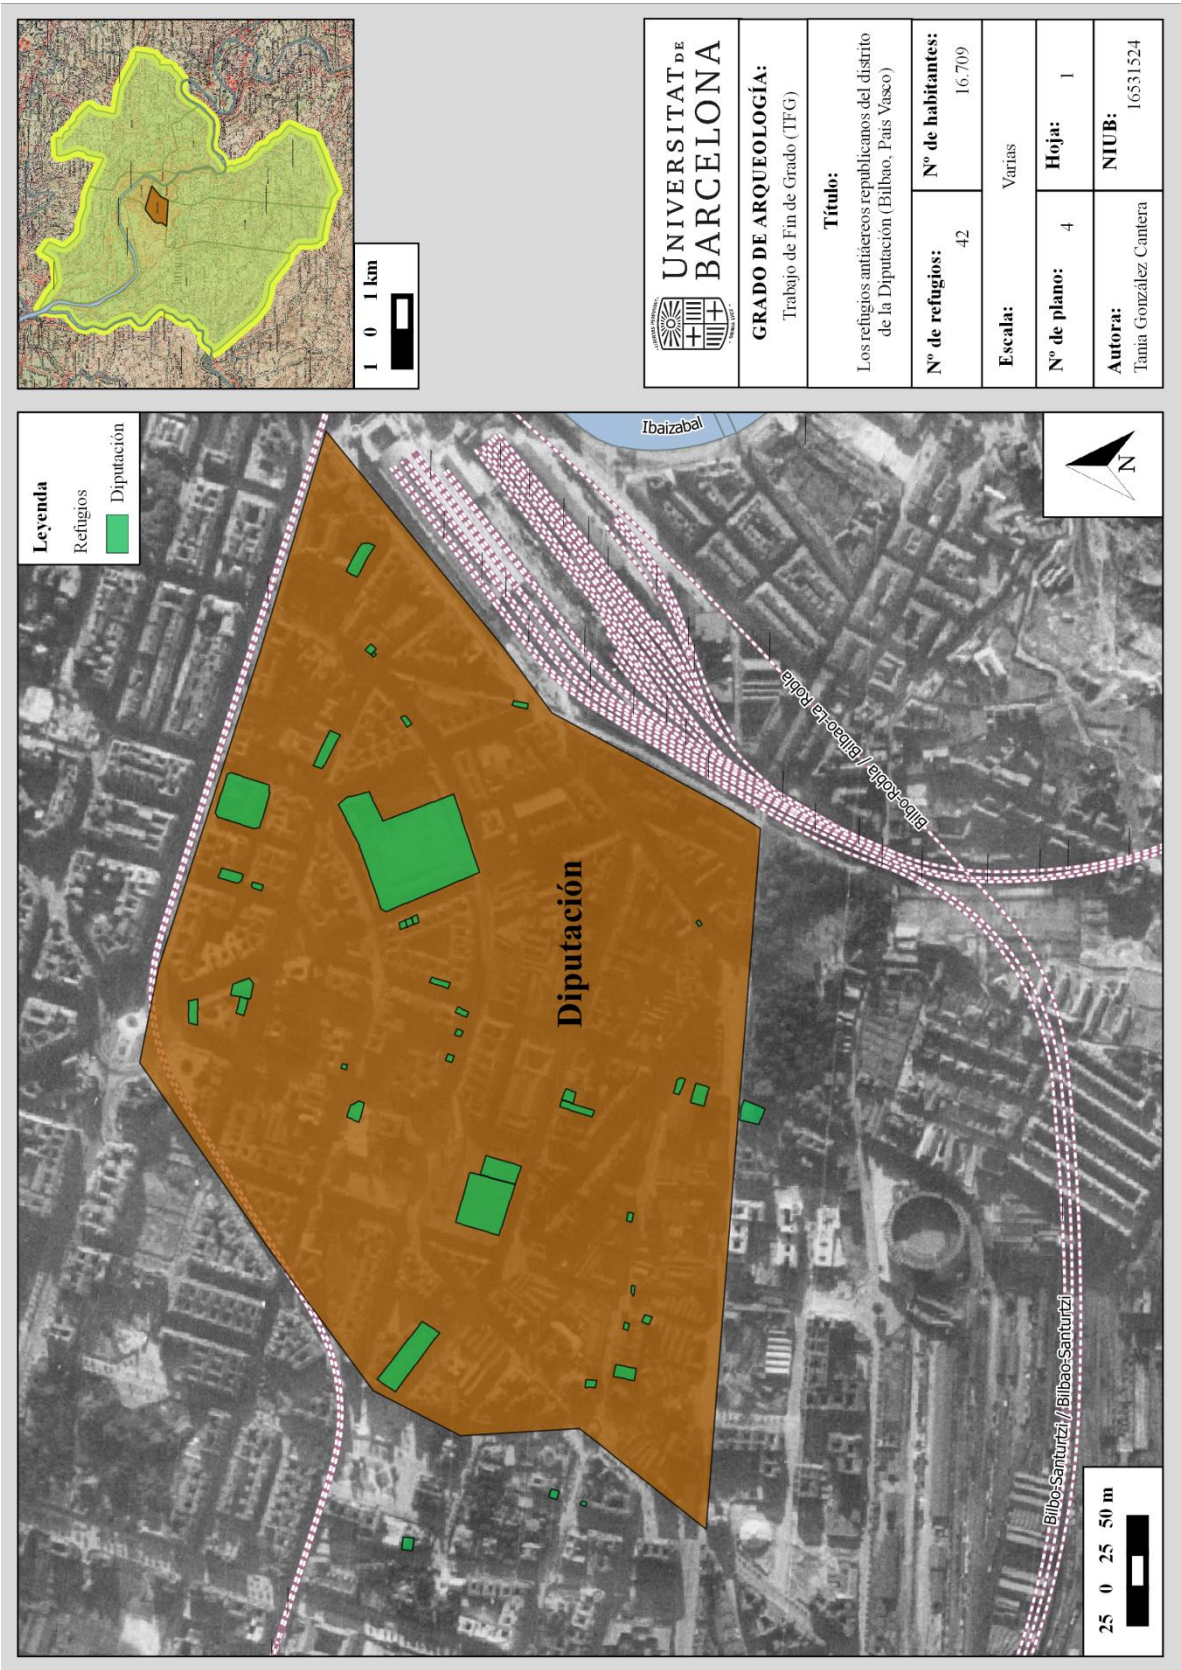 Leyenda
Refugios
Diputación
Ibaizabal
Diputación
Bilbo-Robla / Bilbao-La Robla
Bilbo-Santurtzi / Bilbao-Santurtzi
25 0 25 50 m
N
1 0 1 km
UNIVERSITAT DE
BARCELONA
GRADO DE ARQUEOLOGÍA:
Trabajo de Fin de Grado (TFG)
Título:
Los refugios antiáereos republicanos del distrito
de la Diputación (Bilbao, País Vasco)
Nº de refugios:
42
Nº de habitantes:
16.709
Escala:
Varias
Nº de plano:
4
Hoja:
1
Autora:
Tania González Cantera
NIUB:
16531524